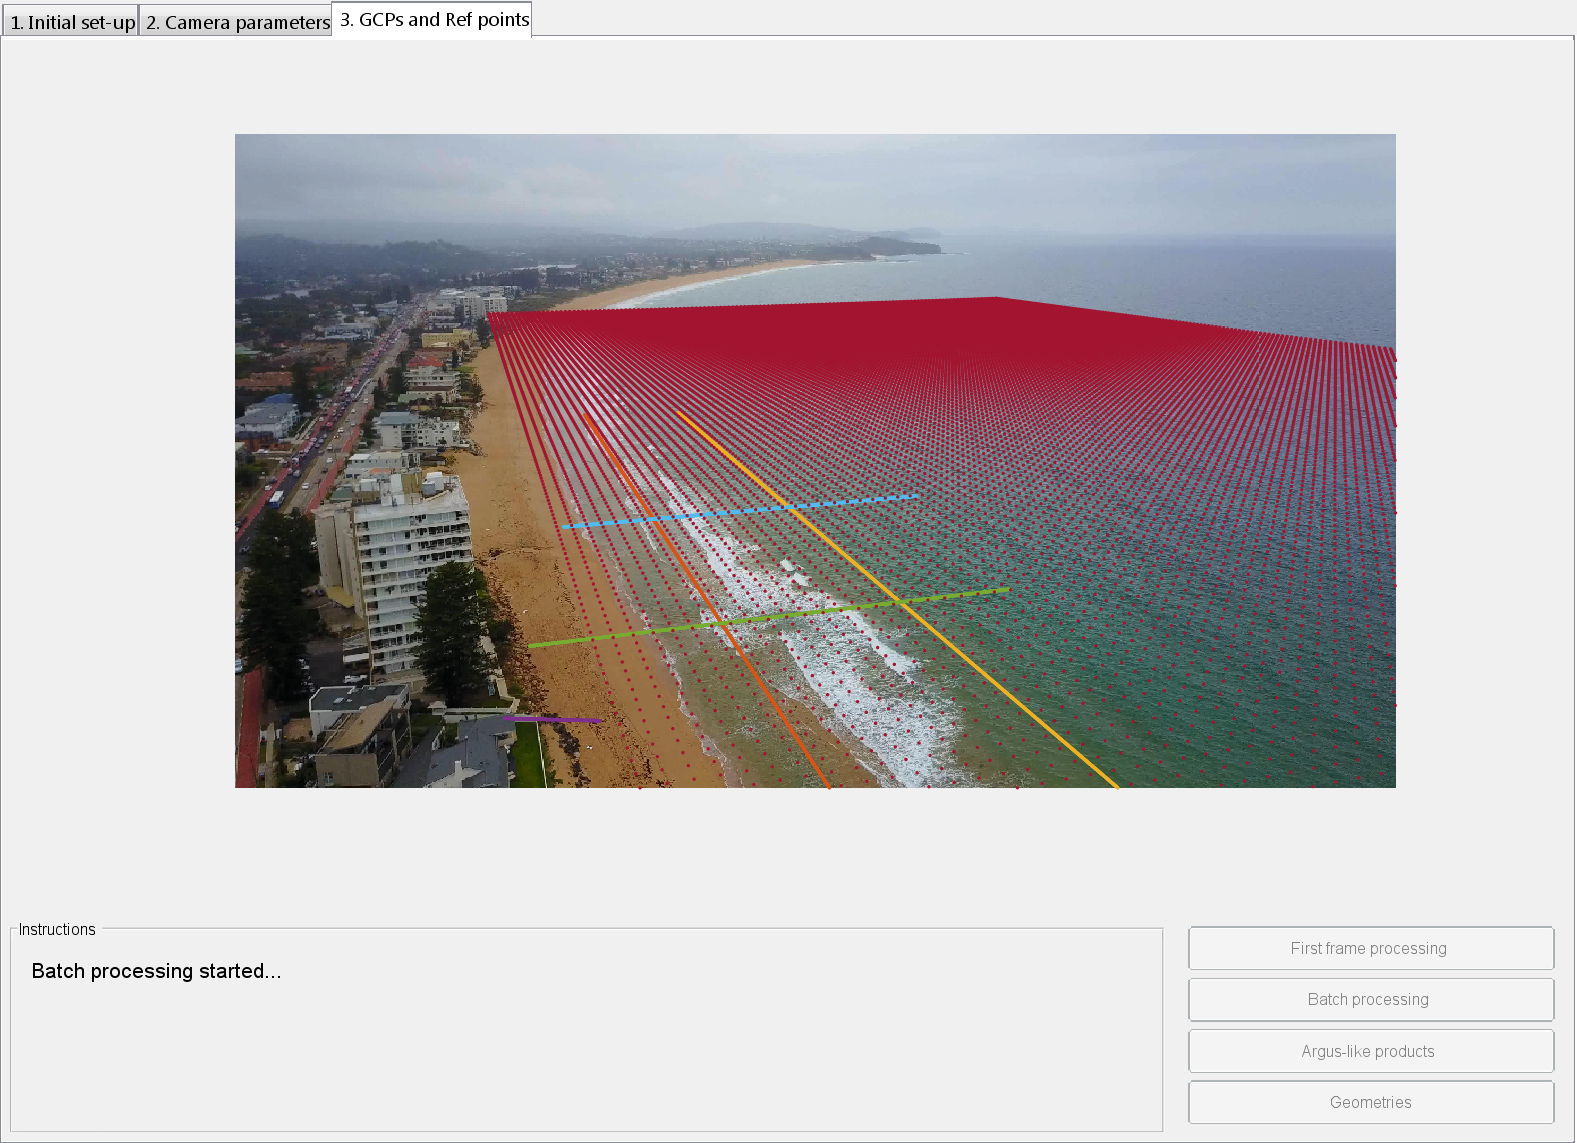 1. Initial set-up
2. Camera parameters
3. GCPs and Ref points
Instructions
Batch processing started...
First frame processing
Batch processing
Argus-like products
Geometries